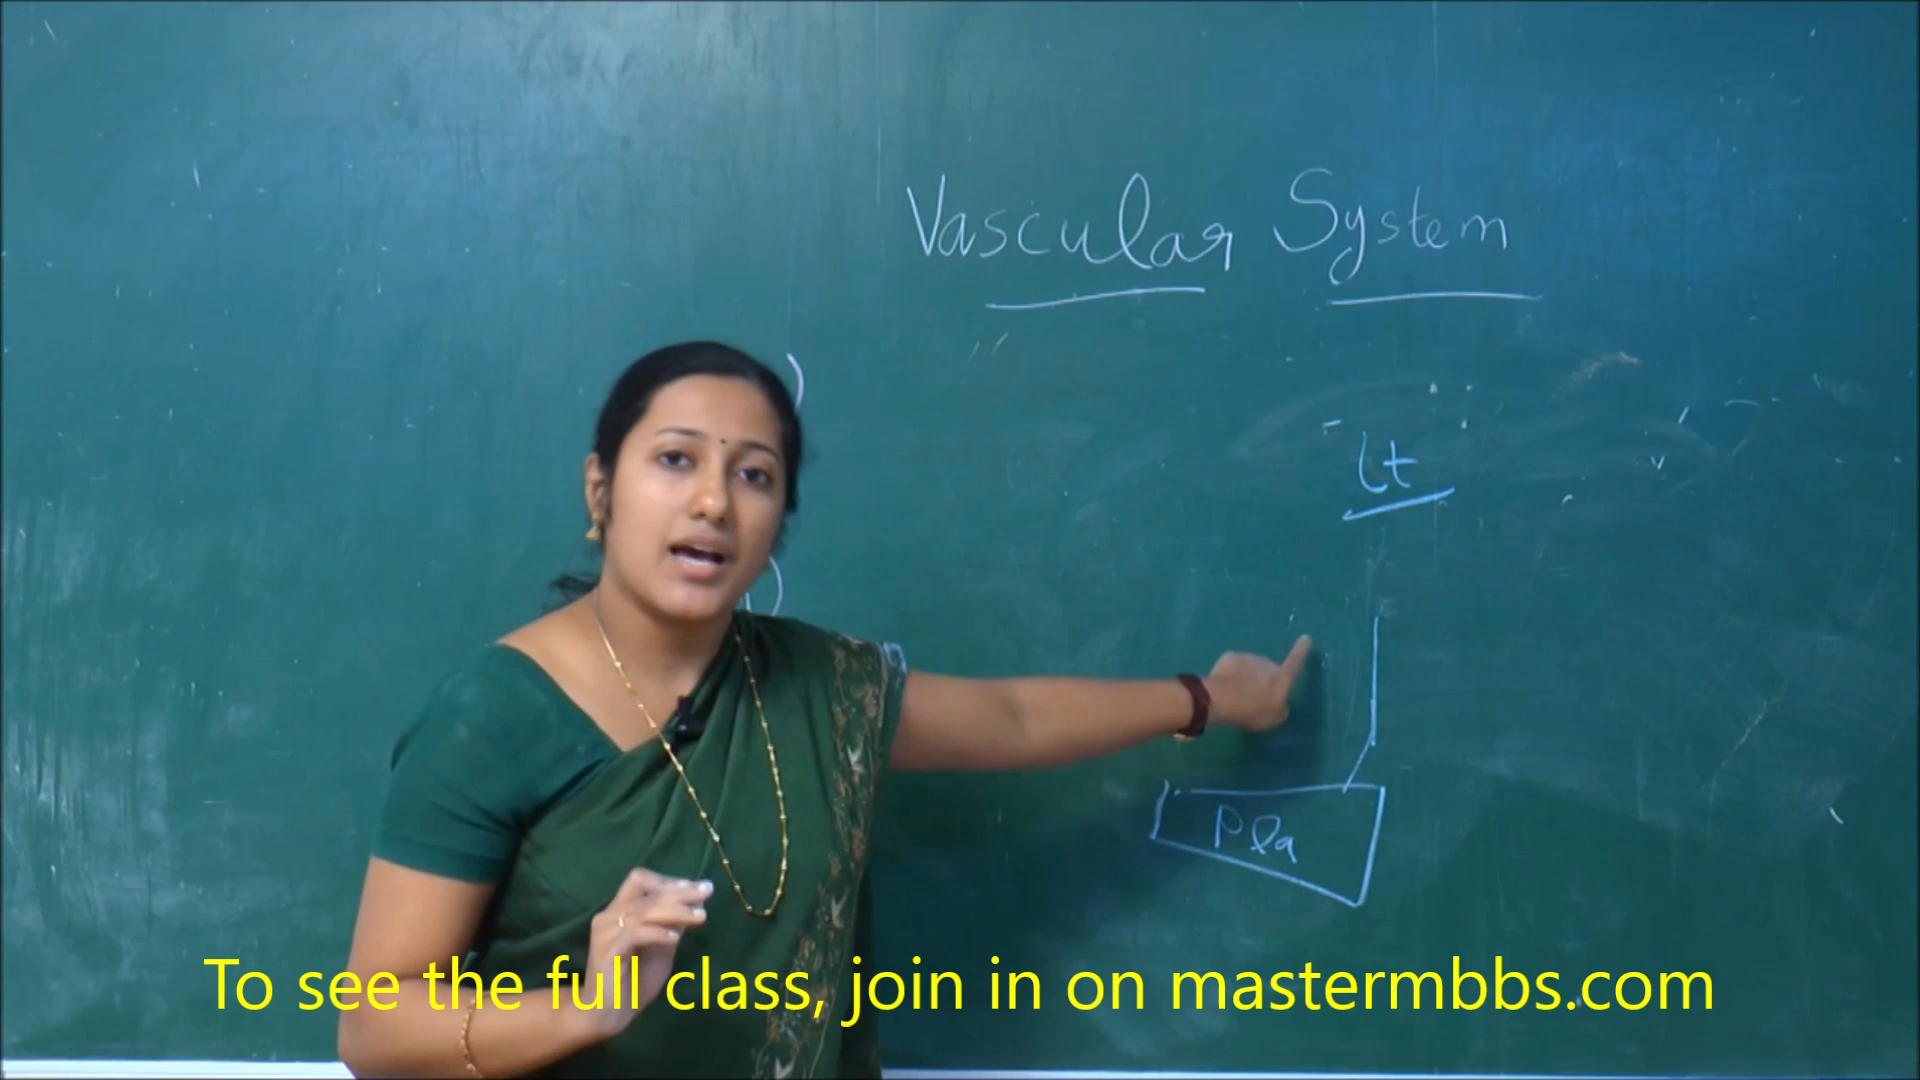 Vascular System
Lt
Pla
To see the full class, join in on mastermbbs.com